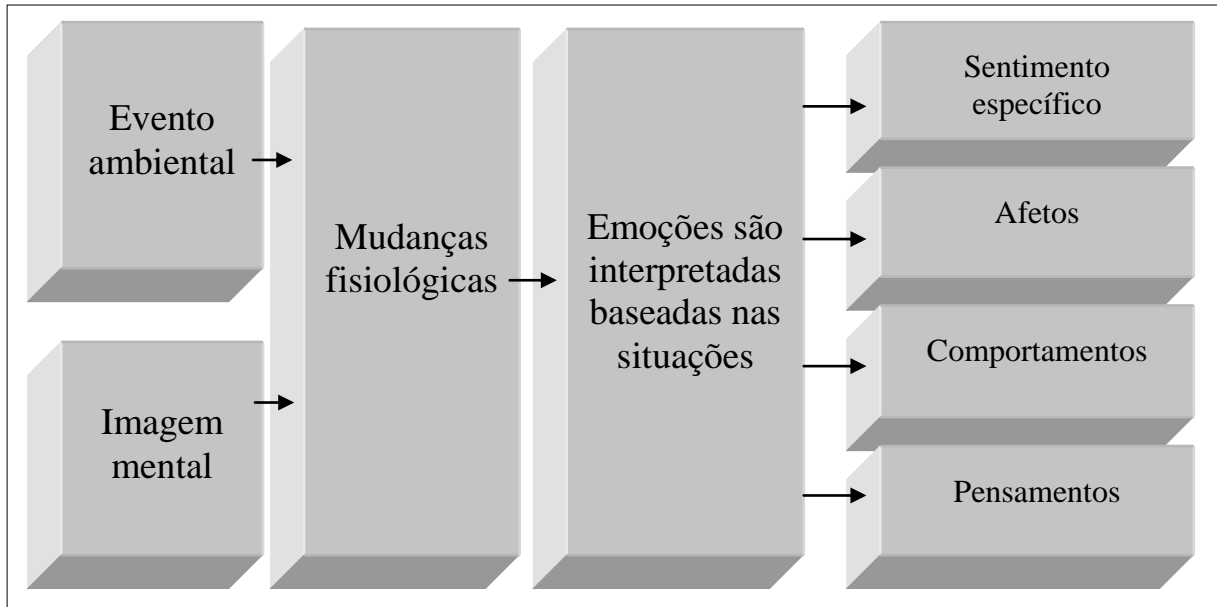 Evento
ambiental
Imagem
mental
Mudanças
fisiológicas
Emoções são
interpretadas
baseadas nas
situações
Sentimento
específico
Afetos
Comportamentos
Pensamentos